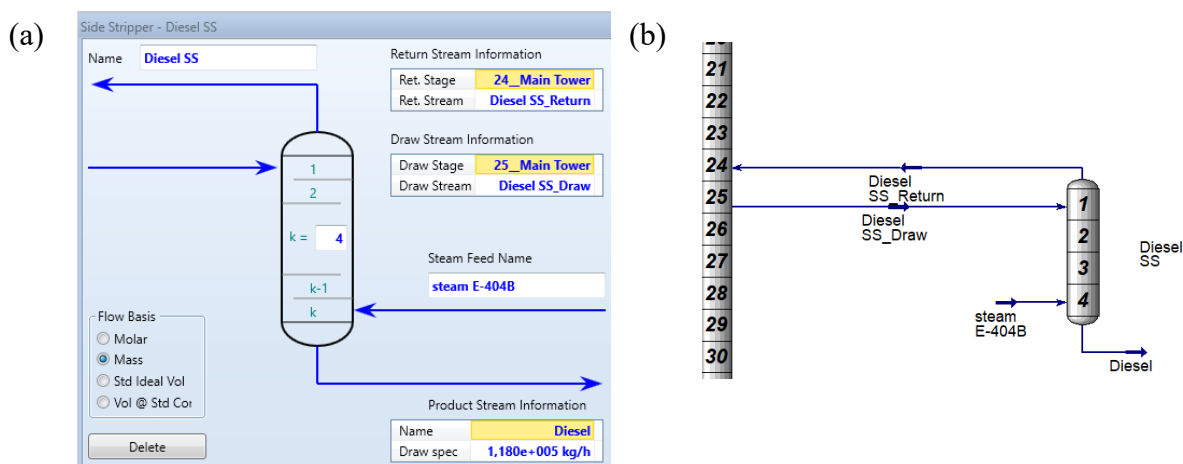 (a)
Side Stripper - Diesel SS
Name Diesel SS
Return Stream Information
Ret. Stage 24__Main Tower
Ret. Stream Diesel SS_Return
Draw Stream Information
Draw Stage 25__Main Tower
Draw Stream Diesel SS_Draw
1
2
k = 4
k-1
k
Steam Feed Name
steam E-404B
Flow Basis
Molar
Mass
Std Ideal Vol
Vol @ Std Cor
Delete
Product Stream Information
Name Diesel
Draw spec 1,180e+005 kg/h
(b)
21
22
23
24
25
26
27
28
29
30
Diesel
SS_Return
Diesel
SS_Draw
1
2
3
4
Diesel
SS
steam
E-404B
Diesel